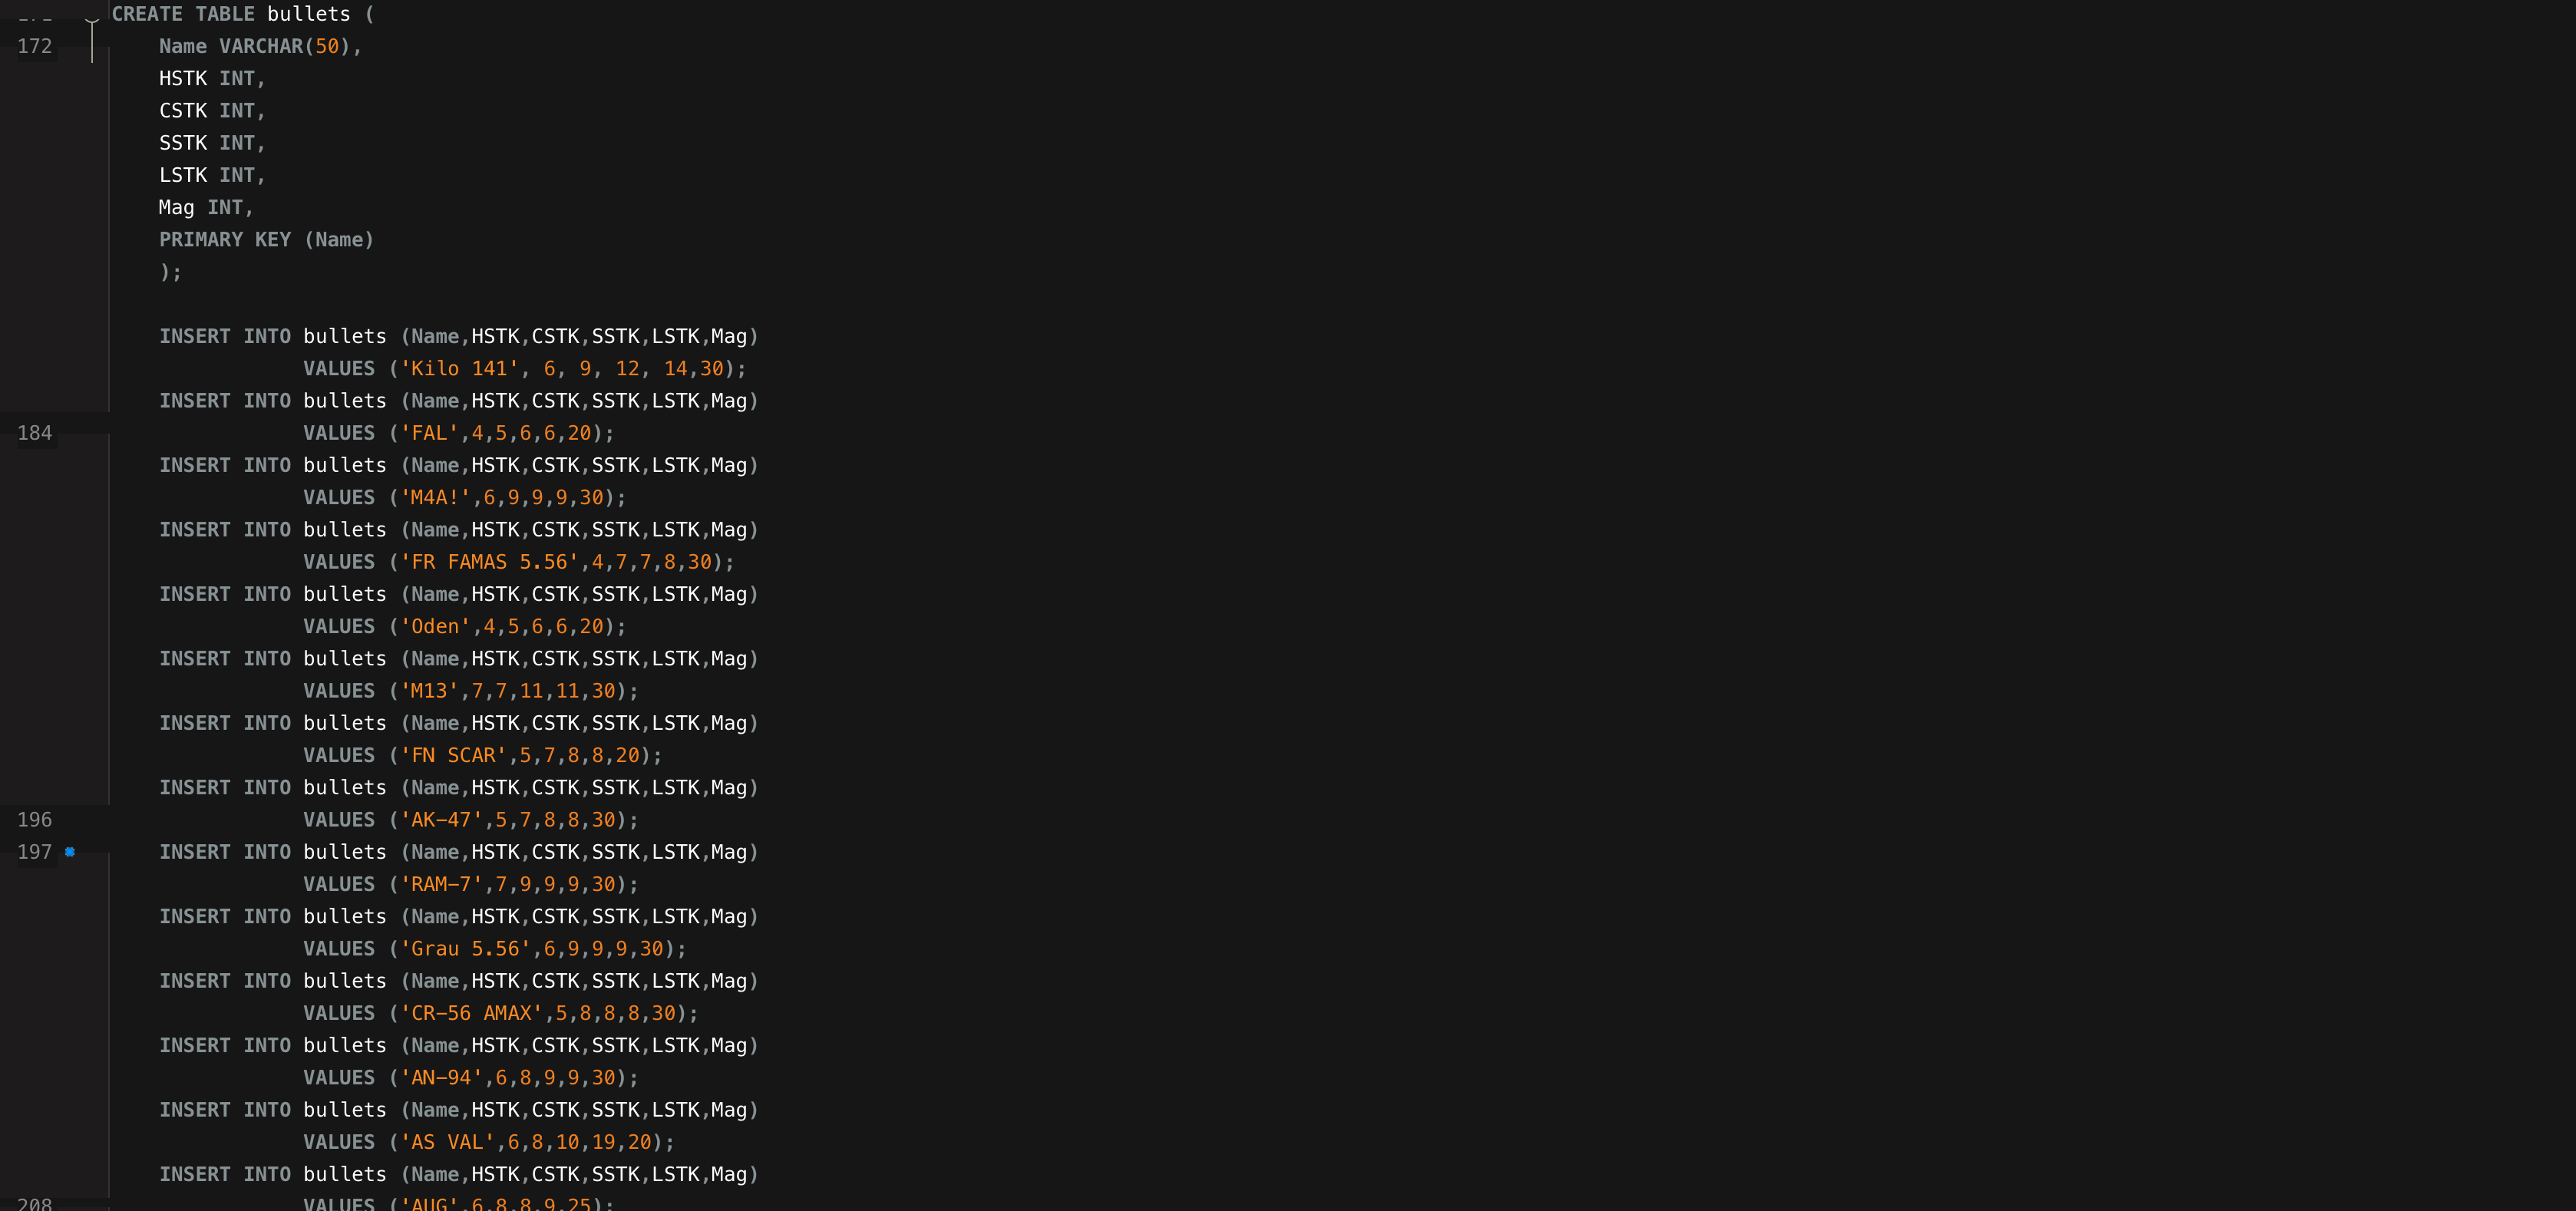 CREATE TABLE bullets (
172 Name VARCHAR(50),
HSTK INT,
CSTK INT,
SSTK INT,
LSTK INT,
Mag INT,
PRIMARY KEY (Name)
);
INSERT INTO bullets (Name,HSTK,CSTK,SSTK,LSTK,Mag)
VALUES ('Kilo 141', 6, 9, 12, 14,30);
INSERT INTO bullets (Name,HSTK,CSTK,SSTK,LSTK,Mag)
184 VALUES ('FAL',4,5,6,6,20);
INSERT INTO bullets (Name,HSTK,CSTK,SSTK,LSTK,Mag)
VALUES ('M4A!',6,9,9,9,30);
INSERT INTO bullets (Name,HSTK,CSTK,SSTK,LSTK,Mag)
VALUES ('FR FAMAS 5.56',4,7,7,8,30);
INSERT INTO bullets (Name,HSTK,CSTK,SSTK,LSTK,Mag)
VALUES ('Oden',4,5,6,6,20);
INSERT INTO bullets (Name,HSTK,CSTK,SSTK,LSTK,Mag)
VALUES ('M13',7,7,11,11,30);
INSERT INTO bullets (Name,HSTK,CSTK,SSTK,LSTK,Mag)
VALUES ('FN SCAR',5,7,8,8,20);
INSERT INTO bullets (Name,HSTK,CSTK,SSTK,LSTK,Mag)
196 VALUES ('AK-47',5,7,8,8,30);
197 INSERT INTO bullets (Name,HSTK,CSTK,SSTK,LSTK,Mag)
VALUES ('RAM-7',7,9,9,9,30);
INSERT INTO bullets (Name,HSTK,CSTK,SSTK,LSTK,Mag)
VALUES ('Grau 5.56',6,9,9,9,30);
INSERT INTO bullets (Name,HSTK,CSTK,SSTK,LSTK,Mag)
VALUES ('CR-56 AMAX',5,8,8,8,30);
INSERT INTO bullets (Name,HSTK,CSTK,SSTK,LSTK,Mag)
VALUES ('AN-94',6,8,9,9,30);
INSERT INTO bullets (Name,HSTK,CSTK,SSTK,LSTK,Mag)
VALUES ('AS VAL',6,8,10,19,20);
INSERT INTO bullets (Name,HSTK,CSTK,SSTK,LSTK,Mag)
208 VALUES ('AUG',6,8,8,9,25);